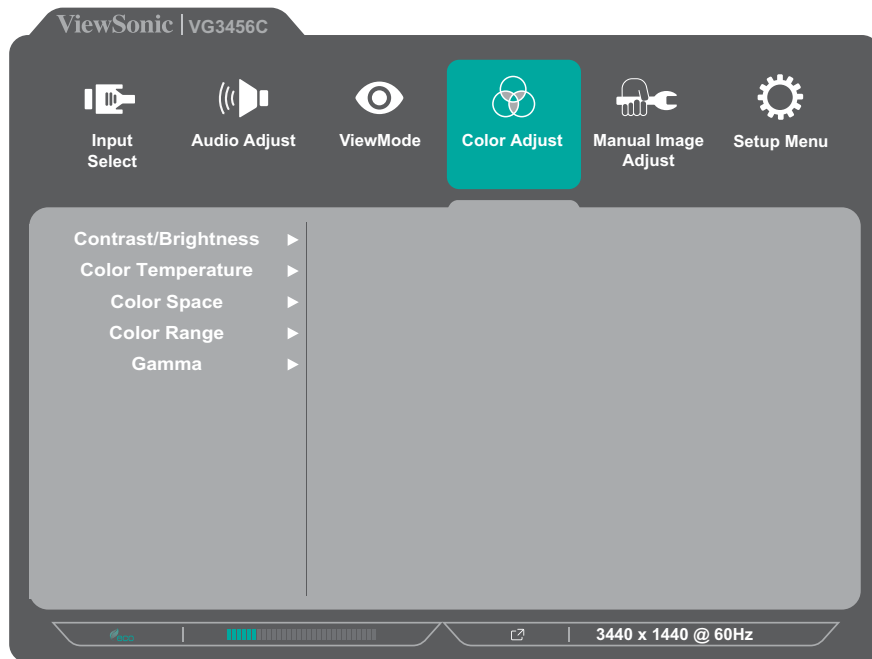 ViewSonic | VG3456C
Input
Select
Audio Adjust
ViewMode
Color Adjust
Manual Image
Adjust
Setup Menu
Contrast/Brightness
Color Temperature
Color Space
Color Range
Gamma
eco
3440 x 1440 @ 60Hz